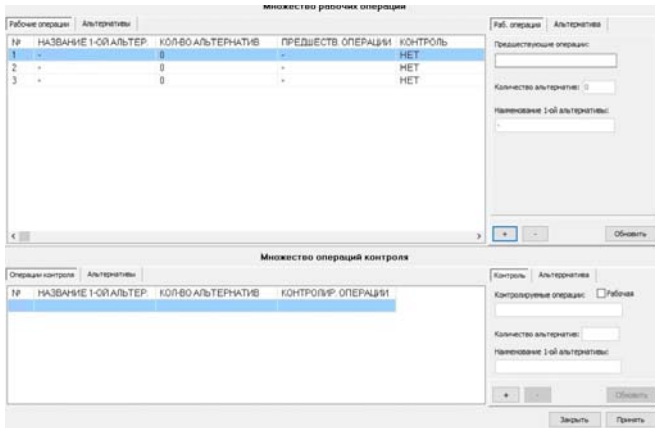 Множество рабочих операций
Рабочие операции Альтернативы
№ НАЗВАНИЕ 1-ОЙ АЛЬТЕР. КОЛ-ВО АЛЬТЕРНАТИВ ПРЕДШЕСТВ. ОПЕРАЦИИ КОНТРОЛЬ
1 - 0 - НЕТ
2 - 0 - НЕТ
3 - 0 - НЕТ
Раб. операция Альтернатива
Предшествующие операции:
Количество альтернатив: 0
Наименование 1-ой альтернативы:
-
+ - Обновить
Множество операций контроля
Операции контроля Альтернативы
№ НАЗВАНИЕ 1-ОЙ АЛЬТЕР. КОЛ-ВО АЛЬТЕРНАТИВ КОНТРОЛИР. ОПЕРАЦИИ
Контроль Альтеррнатива
Контролируемые операции: Рабочая
Количество альтернатив:
Наименование 1-ой альтернативы:
+ - Обновить
Закрыть Принять